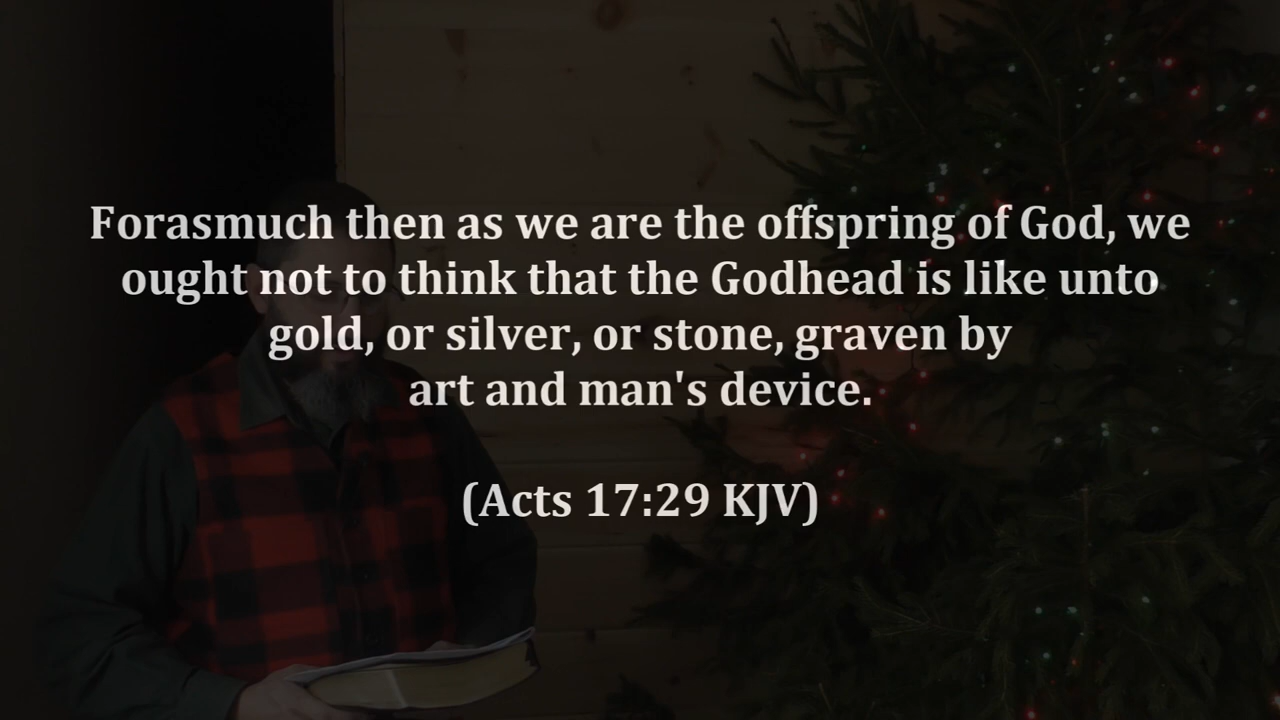 Forasmuch then as we are the offspring of God, we
ought not to think that the Godhead is like unto
gold, or silver, or stone, graven by
art and man's device.
(Acts 17:29 KJV)